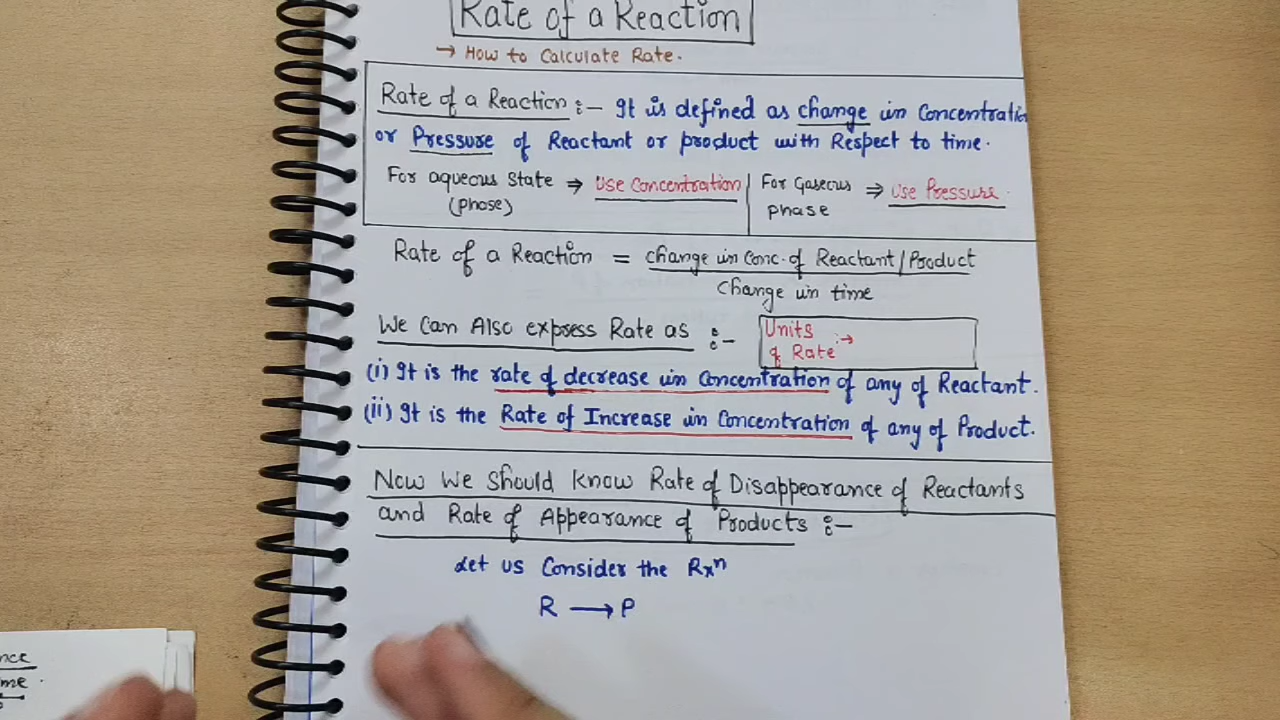 Rate of a Reaction
→ How to Calculate Rate.
Rate of a Reaction :- It is defined as change in Concentration
or Pressure of Reactant or product with Respect to time.
For aqueous state ⇒ Use Concentration
(phase)
For Gaseous ⇒ Use Pressure.
phase
Rate of a Reaction = change in conc. of Reactant/Product
Change in time
We Can Also express Rate as :-
Units
of Rate :→
(i) It is the rate of decrease in Concentration of any of Reactant.
(ii) It is the Rate of Increase in Concentration of any of Product.
Now We Should know Rate of Disappearance of Reactants
and Rate of Appearance of Products :-
Let us Consider the Rxⁿ
R ⟶ P
nce
me.